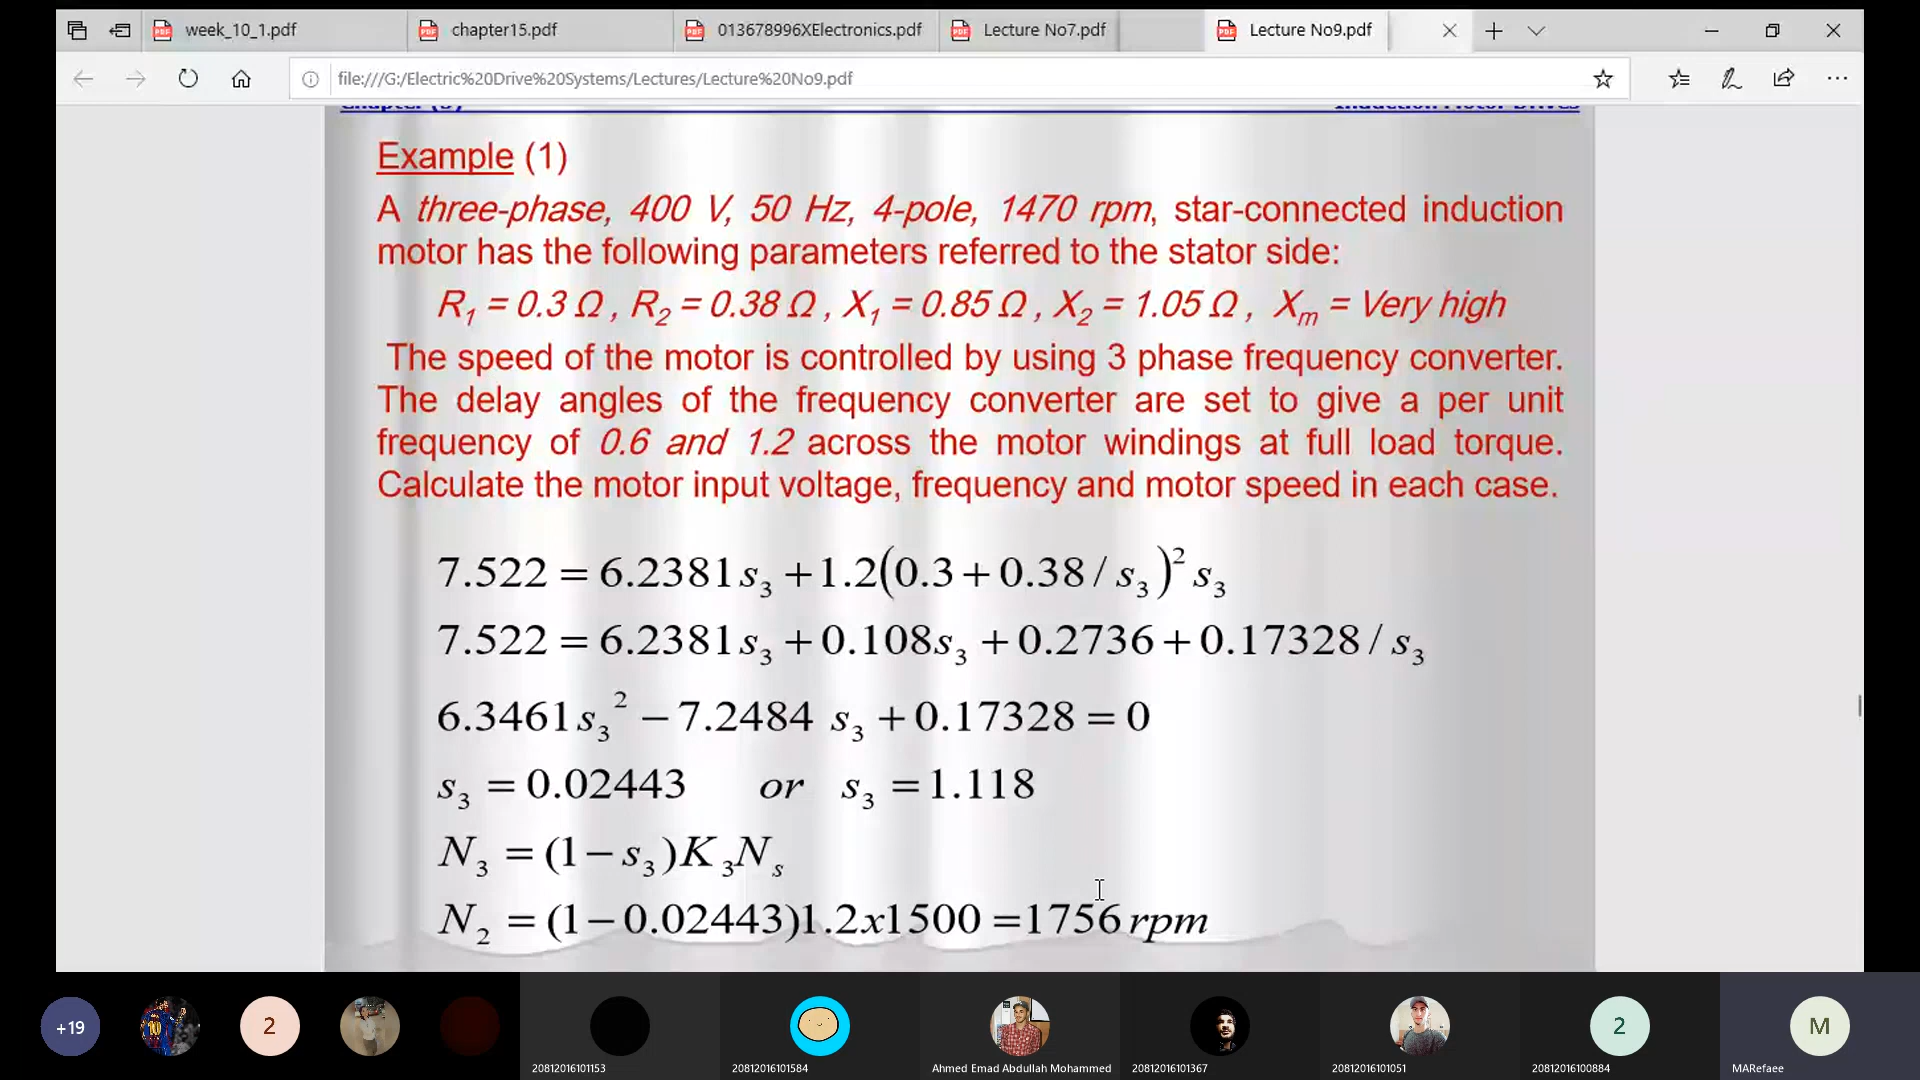 week_10_1.pdf
chapter15.pdf
013678996XElectronics.pdf
Lecture No7.pdf
Lecture No9.pdf
file:///G:/Electric%20Drive%20Systems/Lectures/Lecture%20No9.pdf
Example (1)
A three-phase, 400 V, 50 Hz, 4-pole, 1470 rpm, star-connected induction
motor has the following parameters referred to the stator side:
R₁ = 0.3 Ω , R₂ = 0.38 Ω , X₁ = 0.85 Ω , X₂ = 1.05 Ω , Xm = Very high
The speed of the motor is controlled by using 3 phase frequency converter.
The delay angles of the frequency converter are set to give a per unit
frequency of 0.6 and 1.2 across the motor windings at full load torque.
Calculate the motor input voltage, frequency and motor speed in each case.
7.522 = 6.2381s₃ + 1.2(0.3 + 0.38 / s₃)² s₃
7.522 = 6.2381s₃ + 0.108s₃ + 0.2736 + 0.17328 / s₃
6.3461s₃² − 7.2484 s₃ + 0.17328 = 0
s₃ = 0.02443 or s₃ = 1.118
N₃ = (1 − s₃)K₃Nₛ
N₂ = (1 − 0.02443)1.2x1500 = 1756 rpm
+19
10
2
2
M
20812016101153
20812016101584
Ahmed Emad Abdullah Mohammed
20812016101367
20812016101051
20812016100884
MARefaee